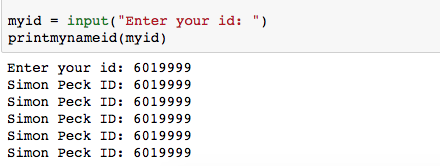 myid = input("Enter your id: ")
printmynameid(myid)
Enter your id: 6019999
Simon Peck ID: 6019999
Simon Peck ID: 6019999
Simon Peck ID: 6019999
Simon Peck ID: 6019999
Simon Peck ID: 6019999